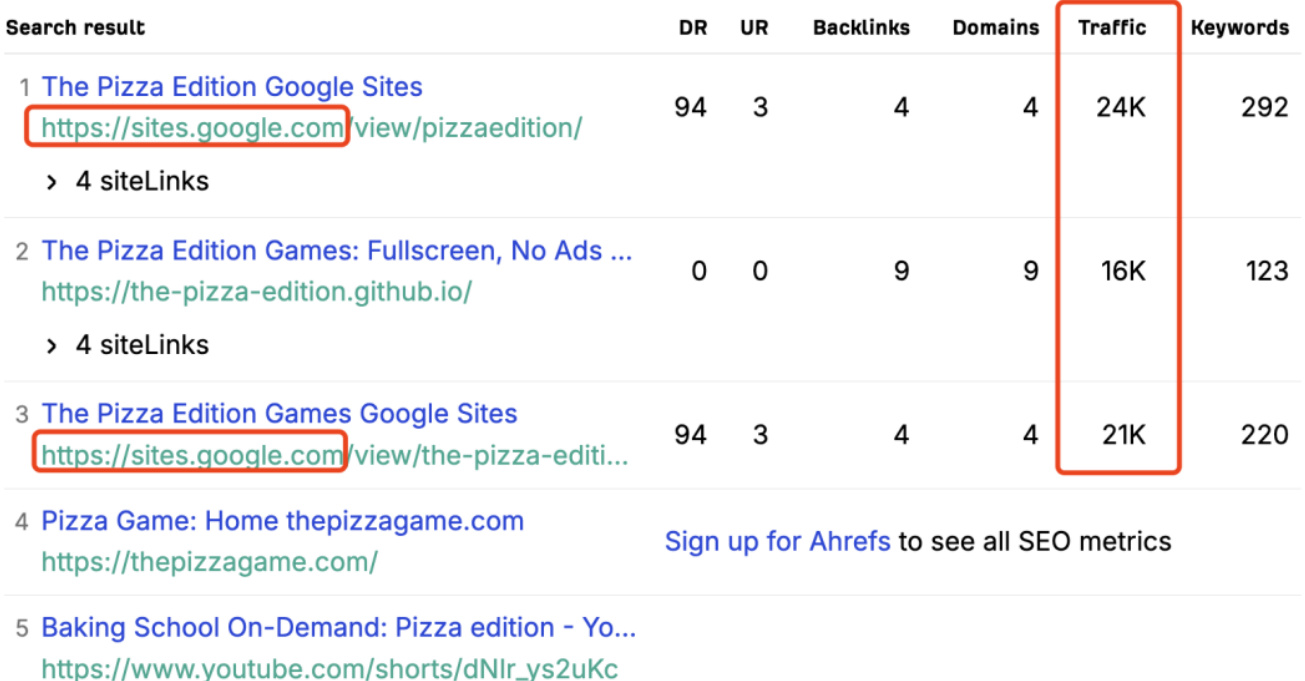 Search result DR UR Backlinks Domains Traffic Keywords
1 The Pizza Edition Google Sites
https://sites.google.com/view/pizzaedition/
94 3 4 4 24K 292
> 4 siteLinks
2 The Pizza Edition Games: Fullscreen, No Ads ...
https://the-pizza-edition.github.io/
0 0 9 9 16K 123
> 4 siteLinks
3 The Pizza Edition Games Google Sites
https://sites.google.com/view/the-pizza-editi...
94 3 4 4 21K 220
4 Pizza Game: Home thepizzagame.com
https://thepizzagame.com/
Sign up for Ahrefs to see all SEO metrics
5 Baking School On-Demand: Pizza edition - Yo...
https://www.youtube.com/shorts/dNlr_ys2uKc